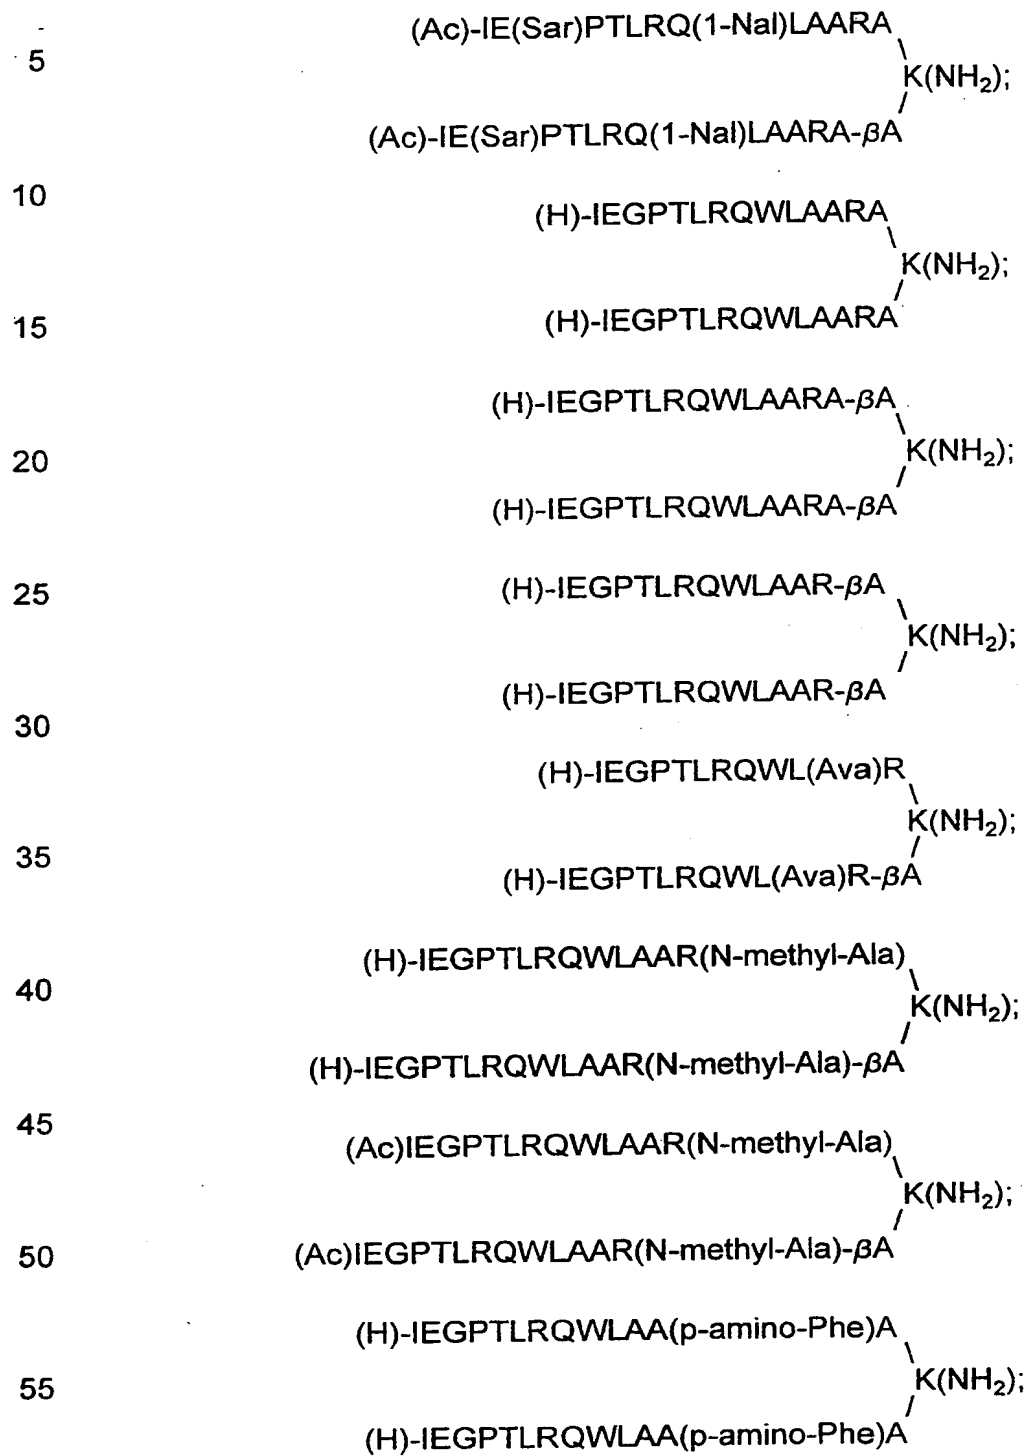 (Ac)-IE(Sar)PTLRQ(1-Nal)LAARA
5
K(NH₂);
(Ac)-IE(Sar)PTLRQ(1-Nal)LAARA-βA
10
(H)-IEGPTLRQWLAARA
K(NH₂);
15
(H)-IEGPTLRQWLAARA
(H)-IEGPTLRQWLAARA-βA
20
K(NH₂);
(H)-IEGPTLRQWLAARA-βA
25
(H)-IEGPTLRQWLAAR-βA
K(NH₂);
(H)-IEGPTLRQWLAAR-βA
30
(H)-IEGPTLRQWL(Ava)R
K(NH₂);
35
(H)-IEGPTLRQWL(Ava)R-βA
(H)-IEGPTLRQWLAAR(N-methyl-Ala)
40
K(NH₂);
(H)-IEGPTLRQWLAAR(N-methyl-Ala)-βA
45
(Ac)IEGPTLRQWLAAR(N-methyl-Ala)
K(NH₂);
50
(Ac)IEGPTLRQWLAAR(N-methyl-Ala)-βA
(H)-IEGPTLRQWLAA(p-amino-Phe)A
55
K(NH₂);
(H)-IEGPTLRQWLAA(p-amino-Phe)A